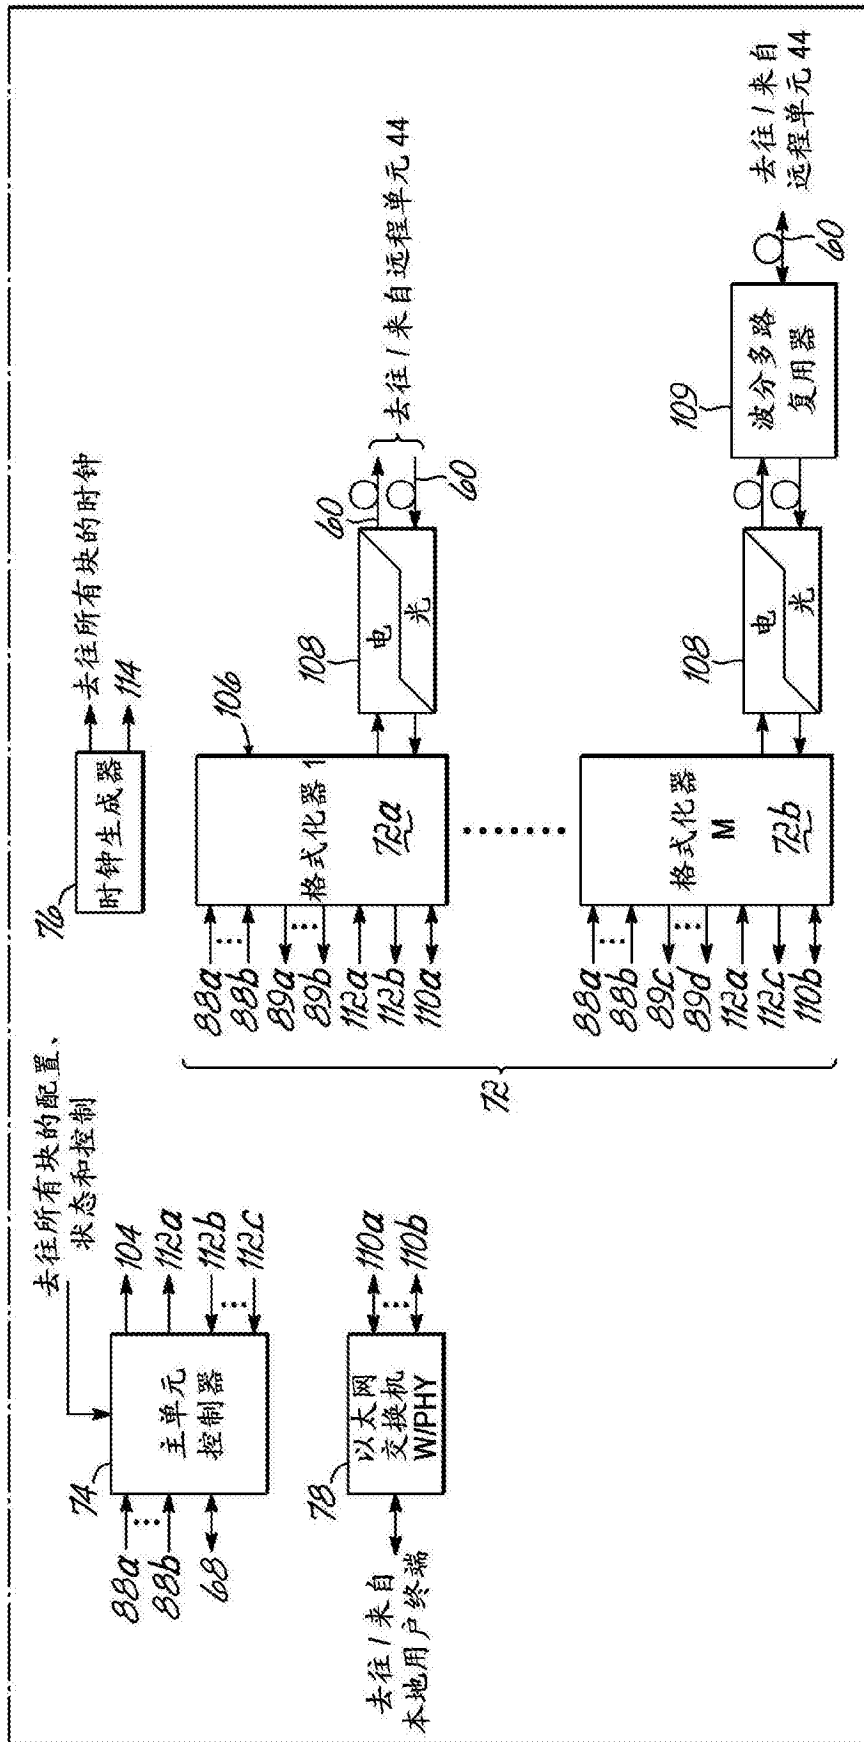 去往所有块的配置、
状态和控制
74
主单元
控制器
88a
88b
68
104
112a
112b
112c
78
以太网
交换机
W/PHY
去往/来自
本地用户终端
110a
110b
76
时钟生成器
去往所有块的时钟
114
72
88a
88b
89a
89b
112a
112b
110a
106
格式化器 1
72a
108
电
光
60
60
去往/来自远程单元 44
88a
88b
89c
89d
112a
112c
110b
格式化器
M
72b
108
电
光
109
波分多路
复用器
60
去往/来自
远程单元 44